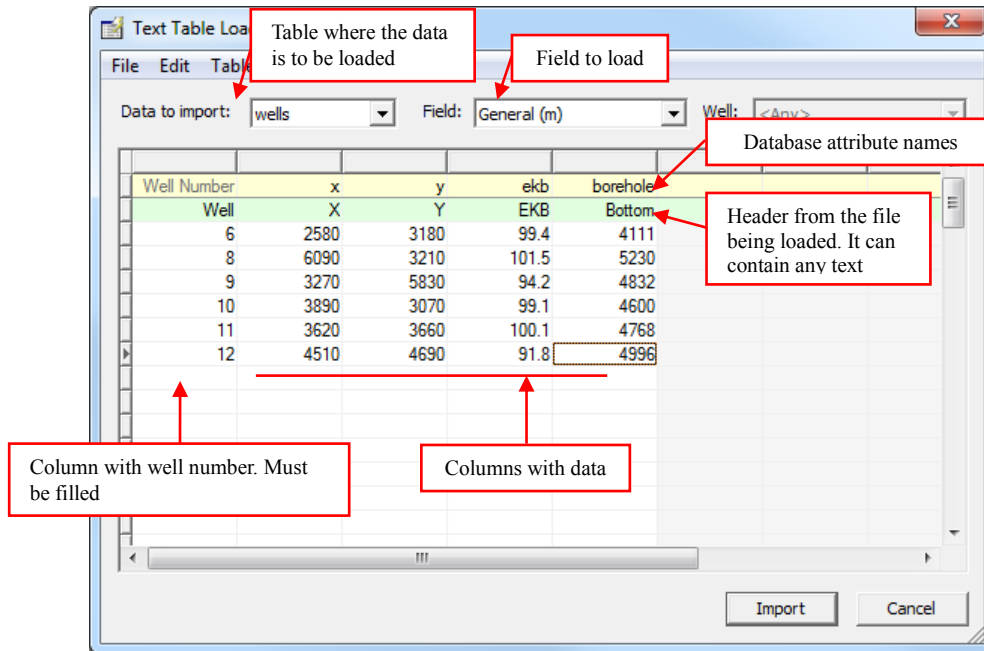 Text Table Loa
Table where the data
is to be loaded
Field to load
File Edit Tabl
Data to import: wells Field: General (m) Well: <Any>
Database attribute names
Well Number x y ekb borehole
Well X Y EKB Bottom
Header from the file
being loaded. It can
contain any text
6 2580 3180 99.4 4111
8 6090 3210 101.5 5230
9 3270 5830 94.2 4832
10 3890 3070 99.1 4600
11 3620 3660 100.1 4768
12 4510 4690 91.8 4996
Column with well number. Must
be filled
Columns with data
Import Cancel